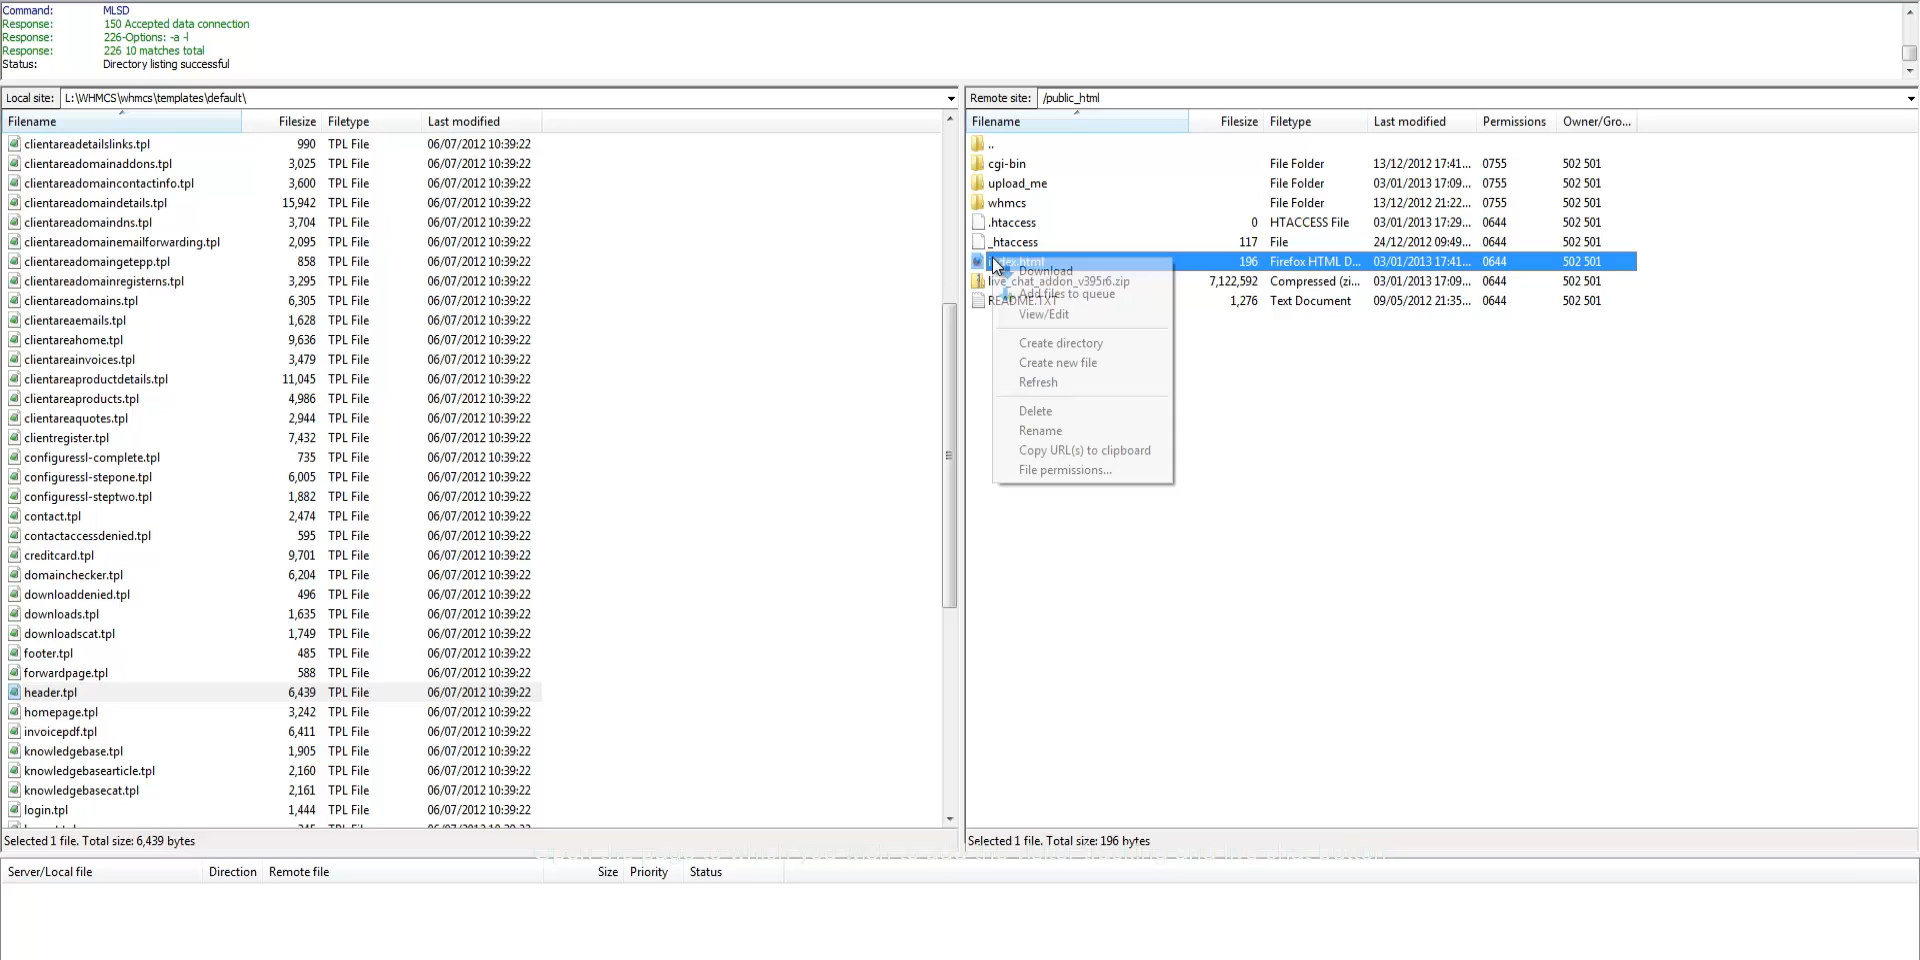 Command: MLSD
Response: 150 Accepted data connection
Response: 226-Options: -a -l
Response: 226 10 matches total
Status: Directory listing successful
Local site: L:\WHMCS\whmcs\templates\default\
Filename Filesize Filetype Last modified
clientareadetailslinks.tpl 990 TPL File 06/07/2012 10:39:22
clientareadomainaddons.tpl 3,025 TPL File 06/07/2012 10:39:22
clientareadomaincontactinfo.tpl 3,600 TPL File 06/07/2012 10:39:22
clientareadomaindetails.tpl 15,942 TPL File 06/07/2012 10:39:22
clientareadomaindns.tpl 3,704 TPL File 06/07/2012 10:39:22
clientareadomainemailforwarding.tpl 2,095 TPL File 06/07/2012 10:39:22
clientareadomaingetepp.tpl 858 TPL File 06/07/2012 10:39:22
clientareadomainregisterns.tpl 3,295 TPL File 06/07/2012 10:39:22
clientareadomains.tpl 6,305 TPL File 06/07/2012 10:39:22
clientareaemails.tpl 1,628 TPL File 06/07/2012 10:39:22
clientareahome.tpl 9,636 TPL File 06/07/2012 10:39:22
clientareainvoices.tpl 3,479 TPL File 06/07/2012 10:39:22
clientareaproductdetails.tpl 11,045 TPL File 06/07/2012 10:39:22
clientareaproducts.tpl 4,986 TPL File 06/07/2012 10:39:22
clientareaquotes.tpl 2,944 TPL File 06/07/2012 10:39:22
clientregister.tpl 7,432 TPL File 06/07/2012 10:39:22
configuressl-complete.tpl 735 TPL File 06/07/2012 10:39:22
configuressl-stepone.tpl 6,005 TPL File 06/07/2012 10:39:22
configuressl-steptwo.tpl 1,882 TPL File 06/07/2012 10:39:22
contact.tpl 2,474 TPL File 06/07/2012 10:39:22
contactaccessdenied.tpl 595 TPL File 06/07/2012 10:39:22
creditcard.tpl 9,701 TPL File 06/07/2012 10:39:22
domainchecker.tpl 6,204 TPL File 06/07/2012 10:39:22
downloaddenied.tpl 496 TPL File 06/07/2012 10:39:22
downloads.tpl 1,635 TPL File 06/07/2012 10:39:22
downloadscat.tpl 1,749 TPL File 06/07/2012 10:39:22
footer.tpl 485 TPL File 06/07/2012 10:39:22
forwardpage.tpl 588 TPL File 06/07/2012 10:39:22
header.tpl 6,439 TPL File 06/07/2012 10:39:22
homepage.tpl 3,242 TPL File 06/07/2012 10:39:22
invoicepdf.tpl 6,411 TPL File 06/07/2012 10:39:22
knowledgebase.tpl 1,905 TPL File 06/07/2012 10:39:22
knowledgebasearticle.tpl 2,160 TPL File 06/07/2012 10:39:22
knowledgebasecat.tpl 2,161 TPL File 06/07/2012 10:39:22
login.tpl 1,444 TPL File 06/07/2012 10:39:22
Selected 1 file. Total size: 6,439 bytes
Remote site: /public_html
Filename Filesize Filetype Last modified Permissions Owner/Gro...
..
cgi-bin File Folder 13/12/2012 17:41... 0755 502 501
upload_me File Folder 03/01/2013 17:09... 0755 502 501
whmcs File Folder 13/12/2012 21:22... 0755 502 501
.htaccess 0 HTACCESS File 03/01/2013 17:29... 0644 502 501
_htaccess 117 File 24/12/2012 09:49... 0644 502 501
index.html 196 Firefox HTML D... 03/01/2013 17:41... 0644 502 501
live_chat_addon_v395r6.zip 7,122,592 Compressed (zi... 03/01/2013 17:09... 0644 502 501
README.TXT 1,276 Text Document 09/05/2012 21:35... 0644 502 501
Download
Add files to queue
View/Edit
Create directory
Create new file
Refresh
Delete
Rename
Copy URL(s) to clipboard
File permissions...
Selected 1 file. Total size: 196 bytes
Server/Local file Direction Remote file Size Priority Status